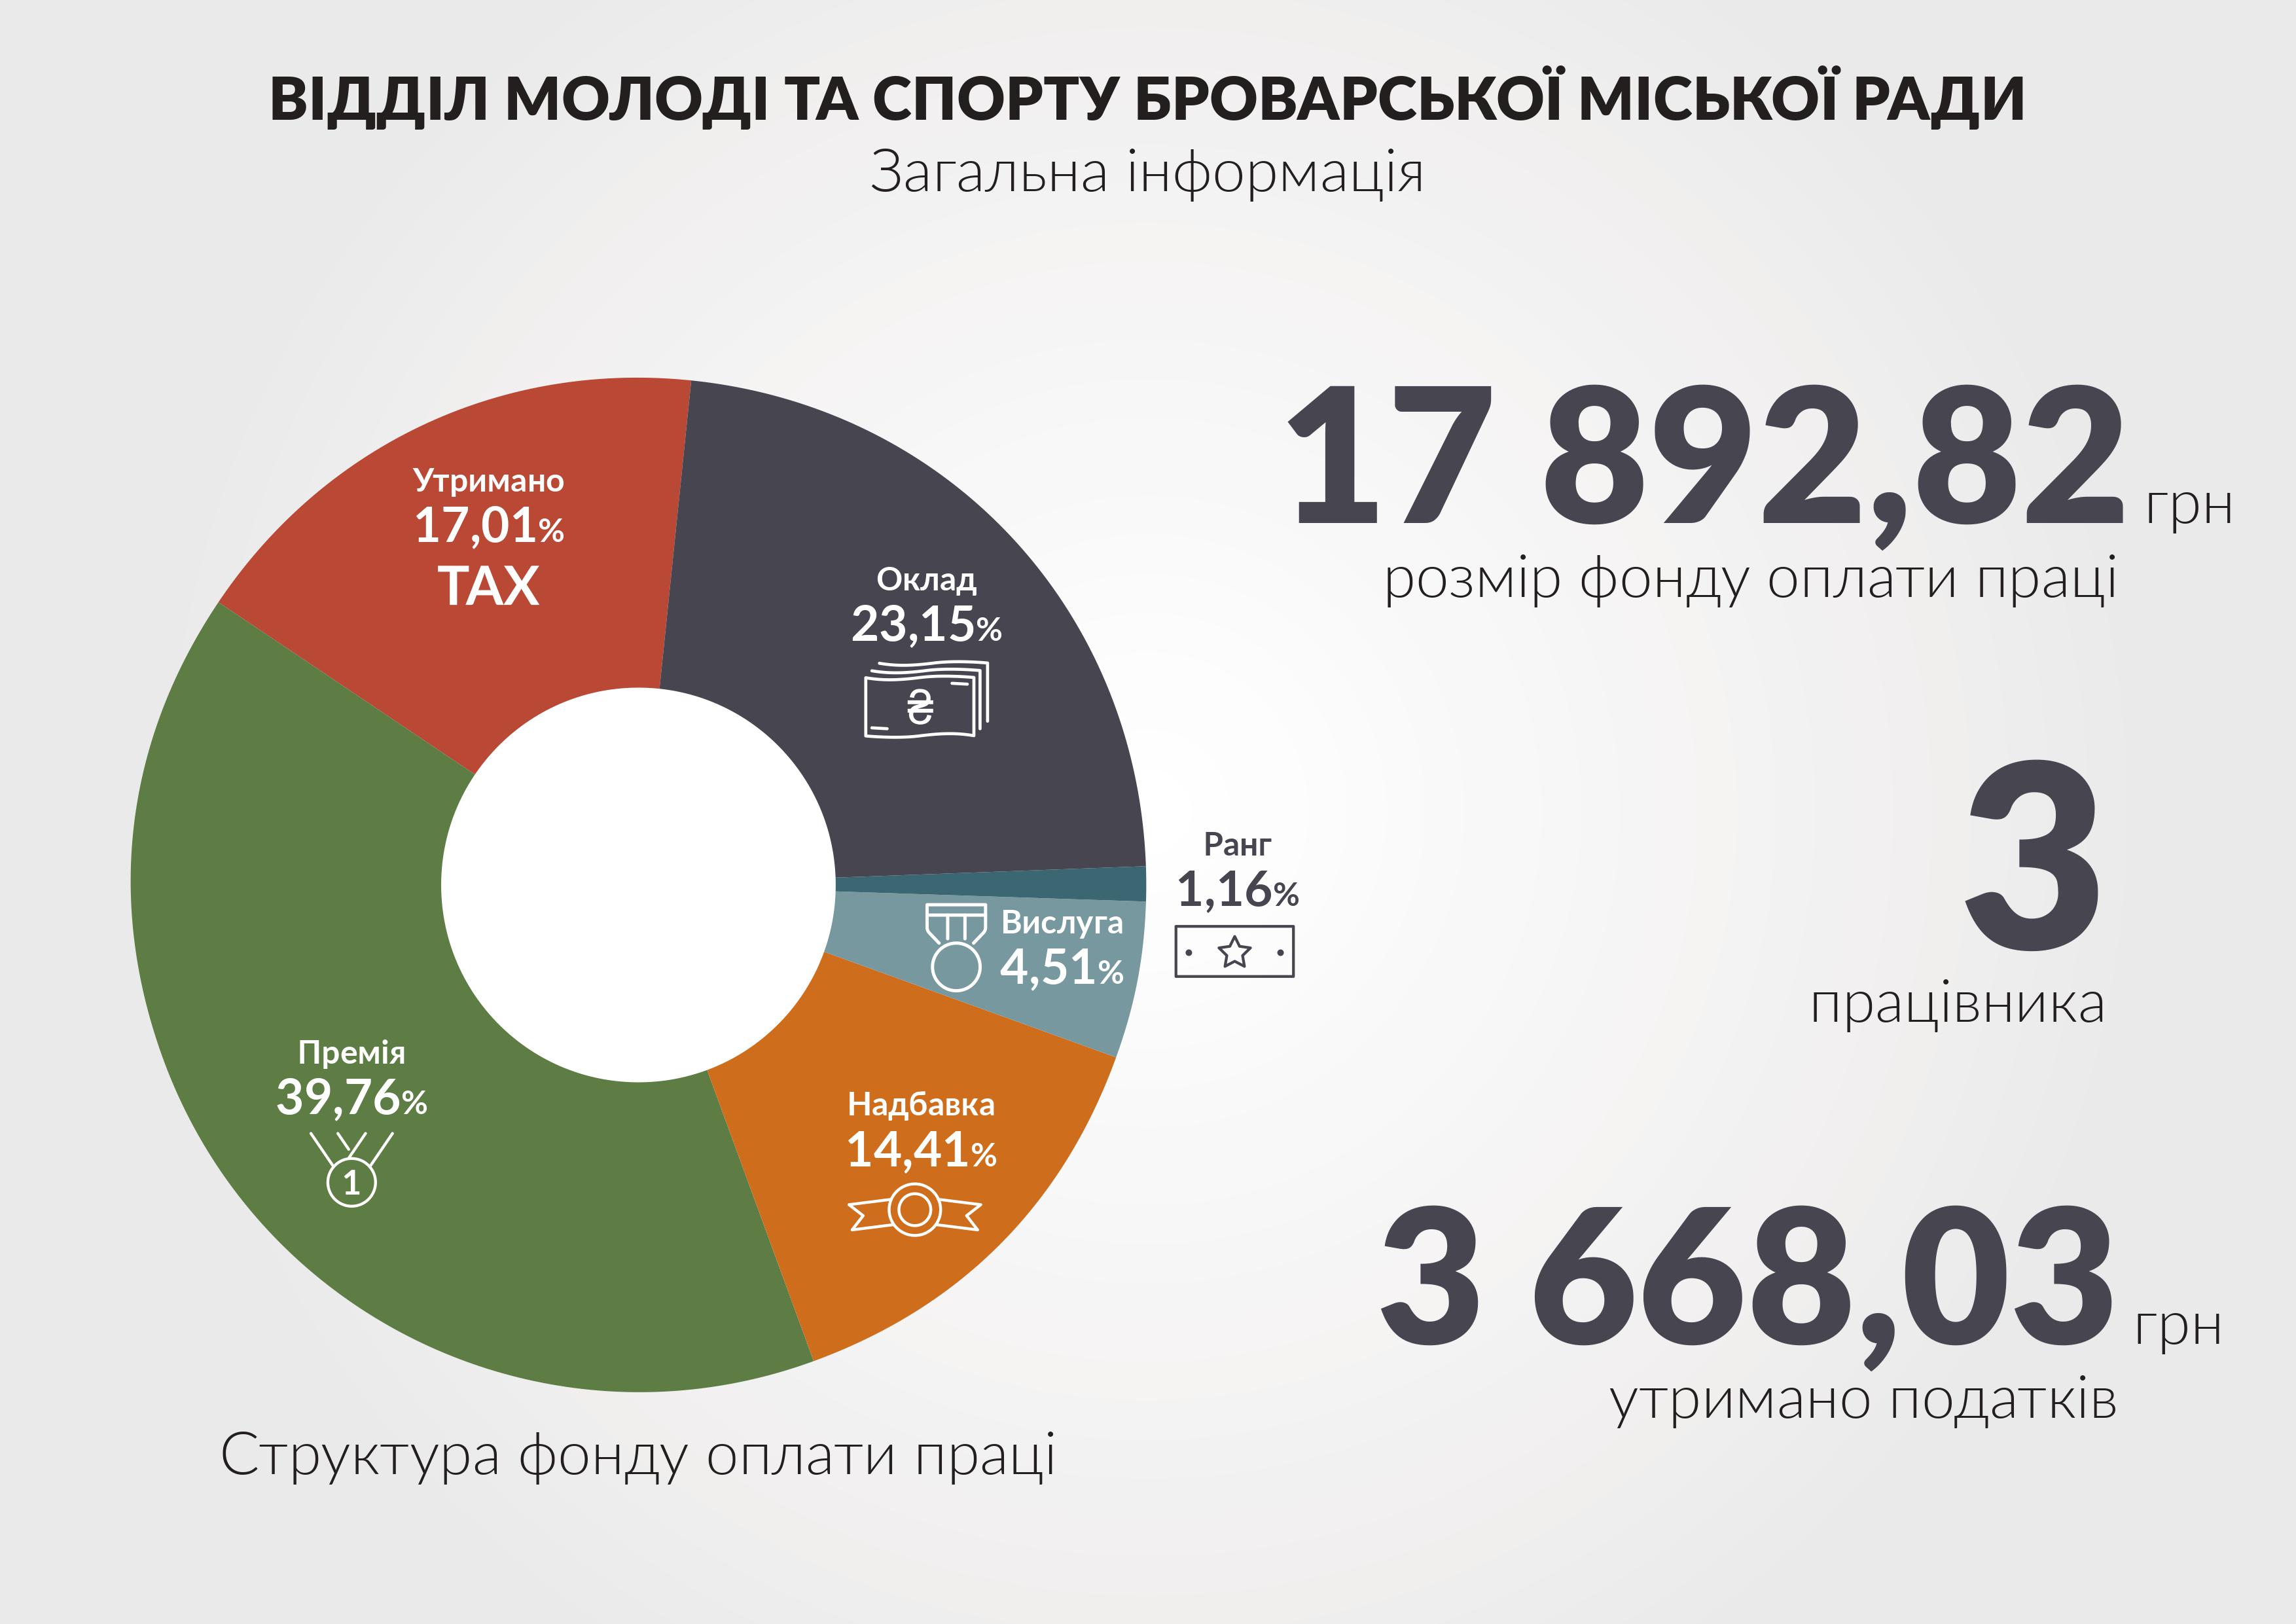 ВІДДІЛ МОЛОДІ ТА СПОРТУ БРОВАРСЬКОЇ МІСЬКОЇ РАДИ
Загальна інформація
Утримано
17,01%
TAX
Оклад
23,15%
₴
Ранг
1,16%
Вислуга
4,51%
Надбавка
14,41%
Премія
39,76%
1
Структура фонду оплати праці
17 892,82 грн
розмір фонду оплати праці
3
працівника
3 668,03 грн
утримано податків